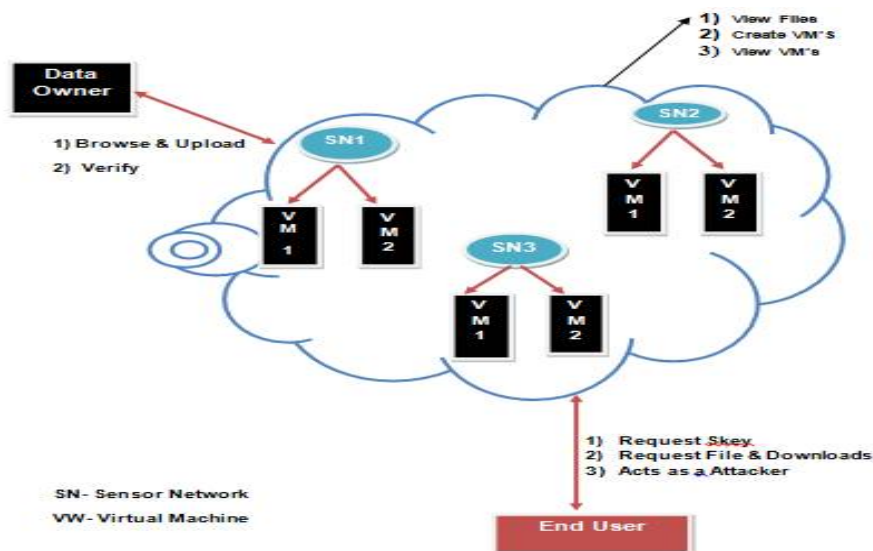 1) View Files
2) Create VM'S
3) View VM's
Data
Owner
1) Browse & Upload
2) Verify
SN1
V
M
1
V
M
2
SN2
V
M
1
V
M
2
SN3
V
M
1
V
M
2
1) Request Skey
2) Request File & Downloads
3) Acts as a Attacker
SN- Sensor Network
VW- Virtual Machine
End User